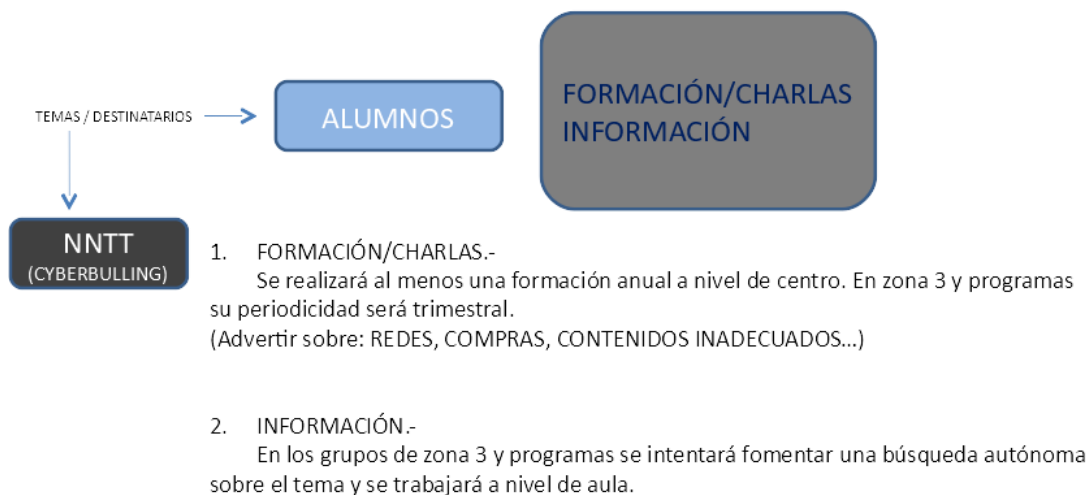 FORMACIÓN/CHARLAS
INFORMACIÓN
TEMAS / DESTINATARIOS
ALUMNOS
NNTT
(CYBERBULLING)
1. FORMACIÓN/CHARLAS.-
Se realizará al menos una formación anual a nivel de centro. En zona 3 y programas
su periodicidad será trimestral.
(Advertir sobre: REDES, COMPRAS, CONTENIDOS INADECUADOS...)
2. INFORMACIÓN.-
En los grupos de zona 3 y programas se intentará fomentar una búsqueda autónoma
sobre el tema y se trabajará a nivel de aula.